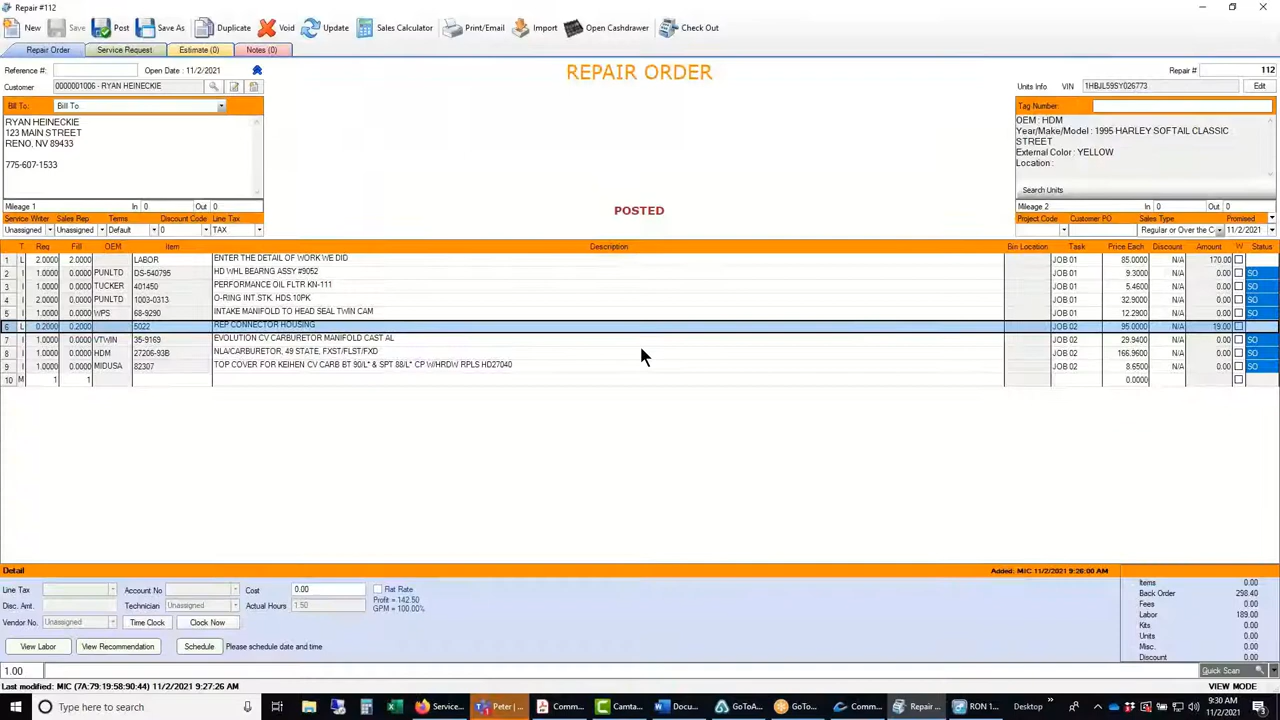 Repair #112
New Save Post Save As Duplicate Void Update Sales Calculator Print/Email Import Open Cashdrawer Check Out
Repair Order Service Request Estimate (0) Notes (0)
Reference #: Open Date : 11/2/2021
REPAIR ORDER
Repair # 112
Customer 0000001006 - RYAN HEINECKIE
Units Info VIN 1HBJL59SY026773 Edit
Bill To: Bill To
Tag Number:
RYAN HEINECKIE
123 MAIN STREET
RENO, NV 89433
775-607-1533
OEM : HDM
Year/Make/Model : 1995 HARLEY SOFTAIL CLASSIC
STREET
External Color : YELLOW
Location :
Search Units
Mileage 1 In 0 Out 0
POSTED
Mileage 2 In 0 Out 0
Service Writer Sales Rep Terms Discount Code Line Tax
Project Code Customer PO Sales Type Promised
Unassigned Unassigned Default 0 TAX
Regular or Over the C 11/2/2021
T Req Fill OEM Item Description Bin Location Task Price Each Discount Amount W Status
1 L 2.0000 2.0000 LABOR ENTER THE DETAIL OF WORK WE DID JOB 01 85.0000 N/A 170.00
2 I 1.0000 0.0000 PUNLTD DS-540795 HD WHL BEARNG ASSY #9052 JOB 01 9.3000 N/A 0.00 SO
3 I 1.0000 0.0000 TUCKER 401450 PERFORMANCE OIL FLTR KN-111 JOB 01 5.4600 N/A 0.00 SO
4 I 2.0000 0.0000 PUNLTD 1003-0313 O-RING INT.STK. HDS.10PK JOB 01 32.9000 N/A 0.00 SO
5 I 1.0000 0.0000 WPS 68-9290 INTAKE MANIFOLD TO HEAD SEAL TWIN CAM JOB 01 12.2900 N/A 0.00 SO
6 L 0.2000 0.2000 5022 REP CONNECTOR HOUSING JOB 02 95.0000 N/A 19.00
7 I 1.0000 0.0000 VTWIN 35-9169 EVOLUTION CV CARBURETOR MANIFOLD CAST AL JOB 02 29.9400 N/A 0.00 SO
8 I 1.0000 0.0000 HDM 27206-93B NLA/CARBURETOR, 49 STATE, FXST/FLST/FXD JOB 02 166.9600 N/A 0.00 SO
9 I 1.0000 0.0000 MIDUSA 82307 TOP COVER FOR KEIHEN CV CARB BT 90/L* & SPT 88/L* CP W/HRDW RPLS HD27040 JOB 02 8.6500 N/A 0.00 SO
10 M 1 1 0.0000
Detail Added: MIC 11/2/2021 9:26:00 AM
Line Tax Account No Cost 0.00 Flat Rate
Disc. Amt. Technician Unassigned Actual Hours 1.50
Profit = 142.50
GPM = 100.00%
Vendor No. Unassigned Time Clock Clock Now
View Labor View Recommendation Schedule Please schedule date and time
Items 0.00
Back Order 298.40
Fees 0.00
Labor 189.00
Kits 0.00
Units 0.00
Misc. 0.00
Discount 0.00
1.00 Quick Scan
Last modified: MIC (7A:79:19:58:90:44) 11/2/2021 9:27:26 AM VIEW MODE
Type here to search Service... Peter | ... Comm... Camta... Docu... GoToA... GoTo... Comm... Repair ... RON 1... Desktop 9:30 AM
11/2/2021